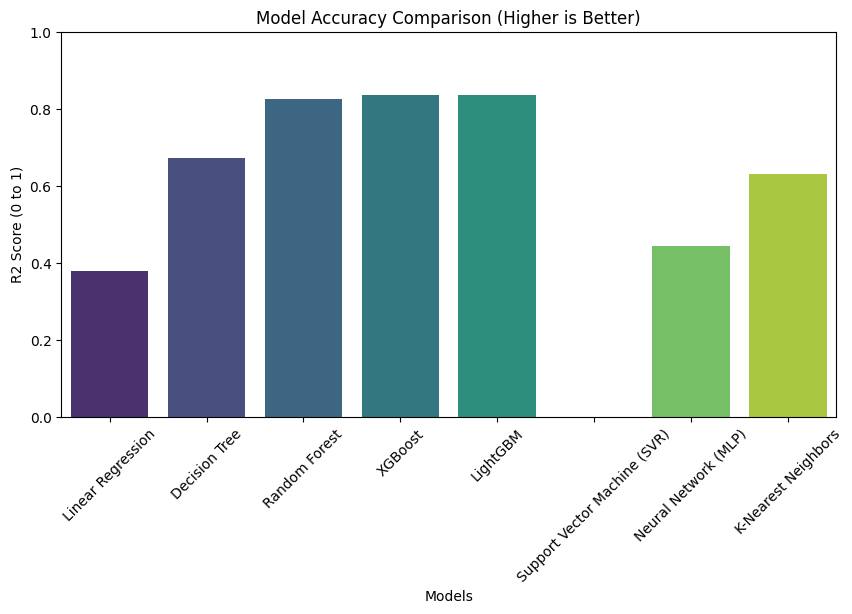 Model Accuracy Comparison (Higher is Better)
R2 Score (0 to 1)
1.0
0.8
0.6
0.4
0.2
0.0
Linear Regression
Decision Tree
Random Forest
XGBoost
LightGBM
Support Vector Machine (SVR)
Neural Network (MLP)
K-Nearest Neighbors
Models